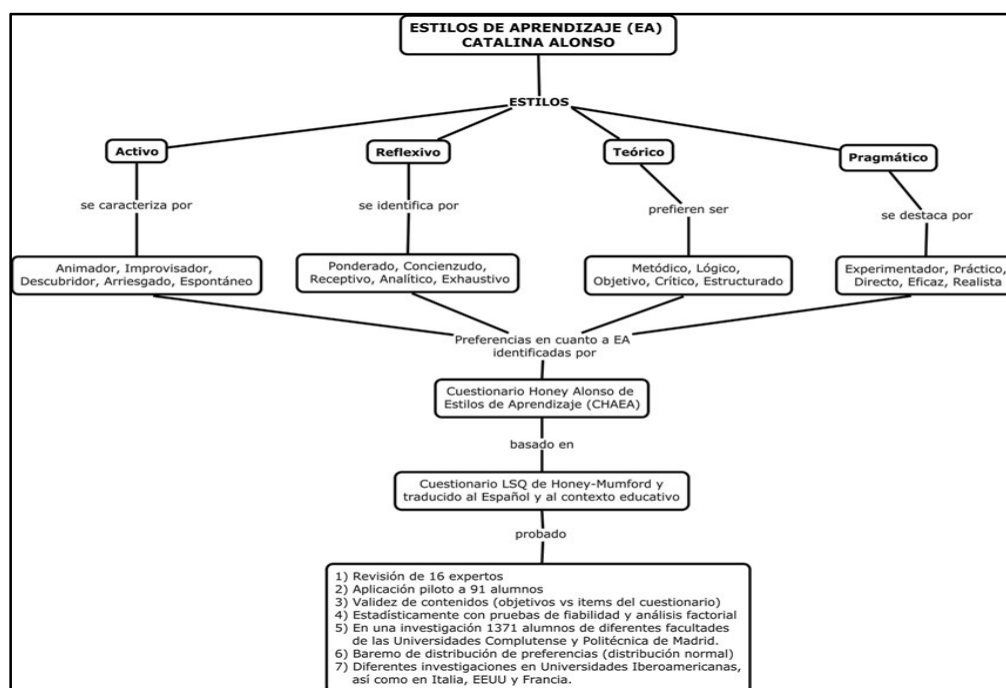 ESTILOS DE APRENDIZAJE (EA)
CATALINA ALONSO
ESTILOS
Activo
Reflexivo
Teórico
Pragmático
se caracteriza por
se identifica por
prefieren ser
se destaca por
Animador, Improvisador,
Descubridor, Arriesgado, Espontáneo
Ponderado, Concienzudo,
Receptivo, Analítico, Exhaustivo
Metódico, Lógico,
Objetivo, Crítico, Estructurado
Experimentador, Práctico,
Directo, Eficaz, Realista
Preferencias en cuanto a EA
identificadas por
Cuestionario Honey Alonso de
Estilos de Aprendizaje (CHAEA)
basado en
Cuestionario LSQ de Honey-Mumford y
traducido al Español y al contexto educativo
probado
1) Revisión de 16 expertos
2) Aplicación piloto a 91 alumnos
3) Validez de contenidos (objetivos vs items del cuestionario)
4) Estadísticamente con pruebas de fiabilidad y análisis factorial
5) En una investigación 1371 alumnos de diferentes facultades
de las Universidades Complutense y Politécnica de Madrid.
6) Baremo de distribución de preferencias (distribución normal)
7) Diferentes investigaciones en Universidades Iberoamericanas,
así como en Italia, EEUU y Francia.